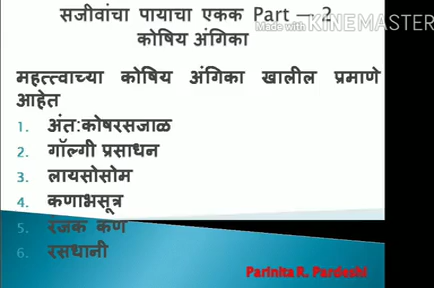 सजीवांचा पायाचा एकक Part — 2
Made with KINEMASTER
कोषिय अंगिका
महत्त्वाच्या कोषिय अंगिका खालील प्रमाणे
आहेत
1. अंत:कोषरसजाळ
2. गॉल्गी प्रसाधन
3. लायसोसोम
4. कणाभसूत्र
5. रंजक कण
6. रसधानी
Parinita R. Pardeshi